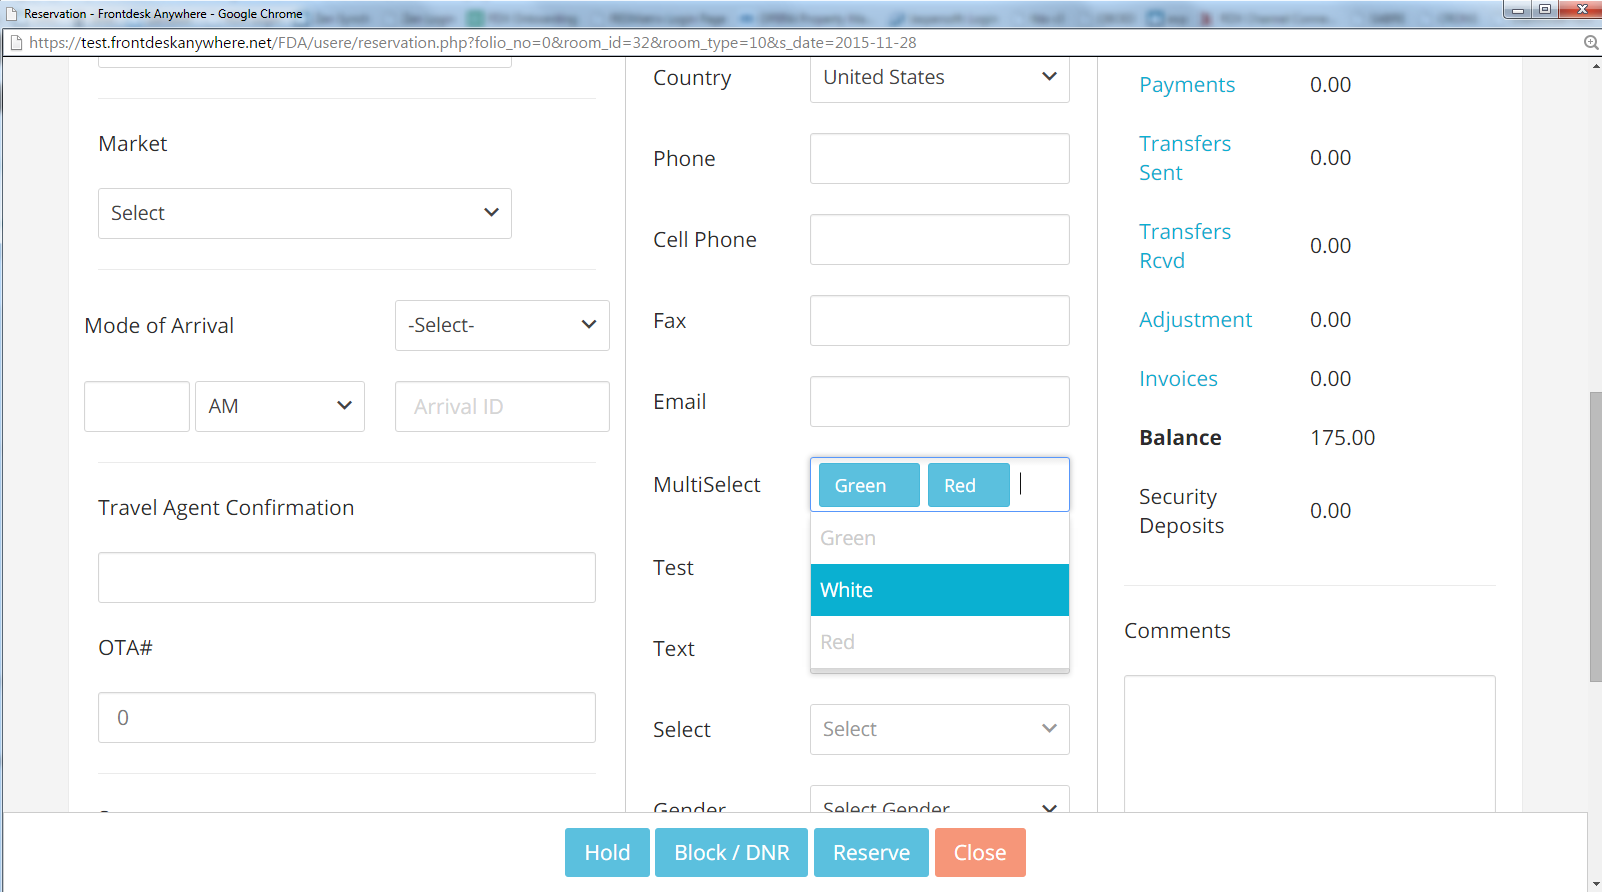 Reservation - Frontdesk Anywhere - Google Chrome
https://test.frontdeskanywhere.net/FDA/usere/reservation.php?folio_no=0&room_id=32&room_type=10&s_date=2015-11-28
Market
Select
Mode of Arrival
-Select-
AM
Arrival ID
Travel Agent Confirmation
OTA#
0
Country
United States
Phone
Cell Phone
Fax
Email
MultiSelect
Green Red
Green
White
Red
Test
Text
Select
Select
Gender
Select Gender
Payments 0.00
Transfers Sent 0.00
Transfers Rcvd 0.00
Adjustment 0.00
Invoices 0.00
Balance 175.00
Security Deposits 0.00
Comments
Hold
Block / DNR
Reserve
Close